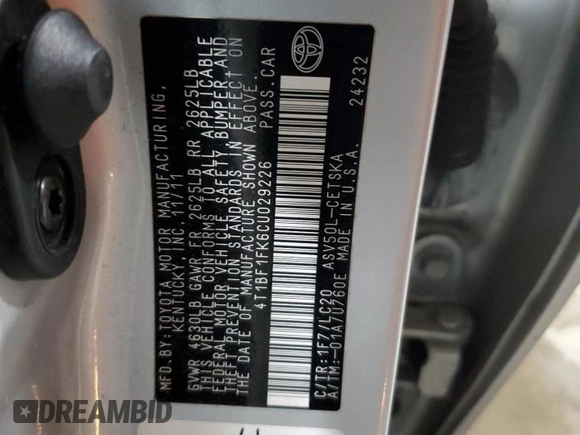 MFD. BY: TOYOTA MOTOR MANUFACTURING,
KENTUCKY, INC. 11/11
GVWR 4630LB GAWR FR 2625LB RR 2625LB
THIS VEHICLE CONFORMS TO ALL APPLICABLE
FEDERAL MOTOR VEHICLE SAFETY, BUMPER AND
THEFT PREVENTION STANDARDS IN EFFECT ON
THE DATE OF MANUFACTURE SHOWN ABOVE.
4T1BF1FK6CU029226 PASS. CAR
C/TR:1F7/LC20 ASV50L-CETSKA 24232
A/TM:-01A/U760E MADE IN U.S.A.
DREAMBID